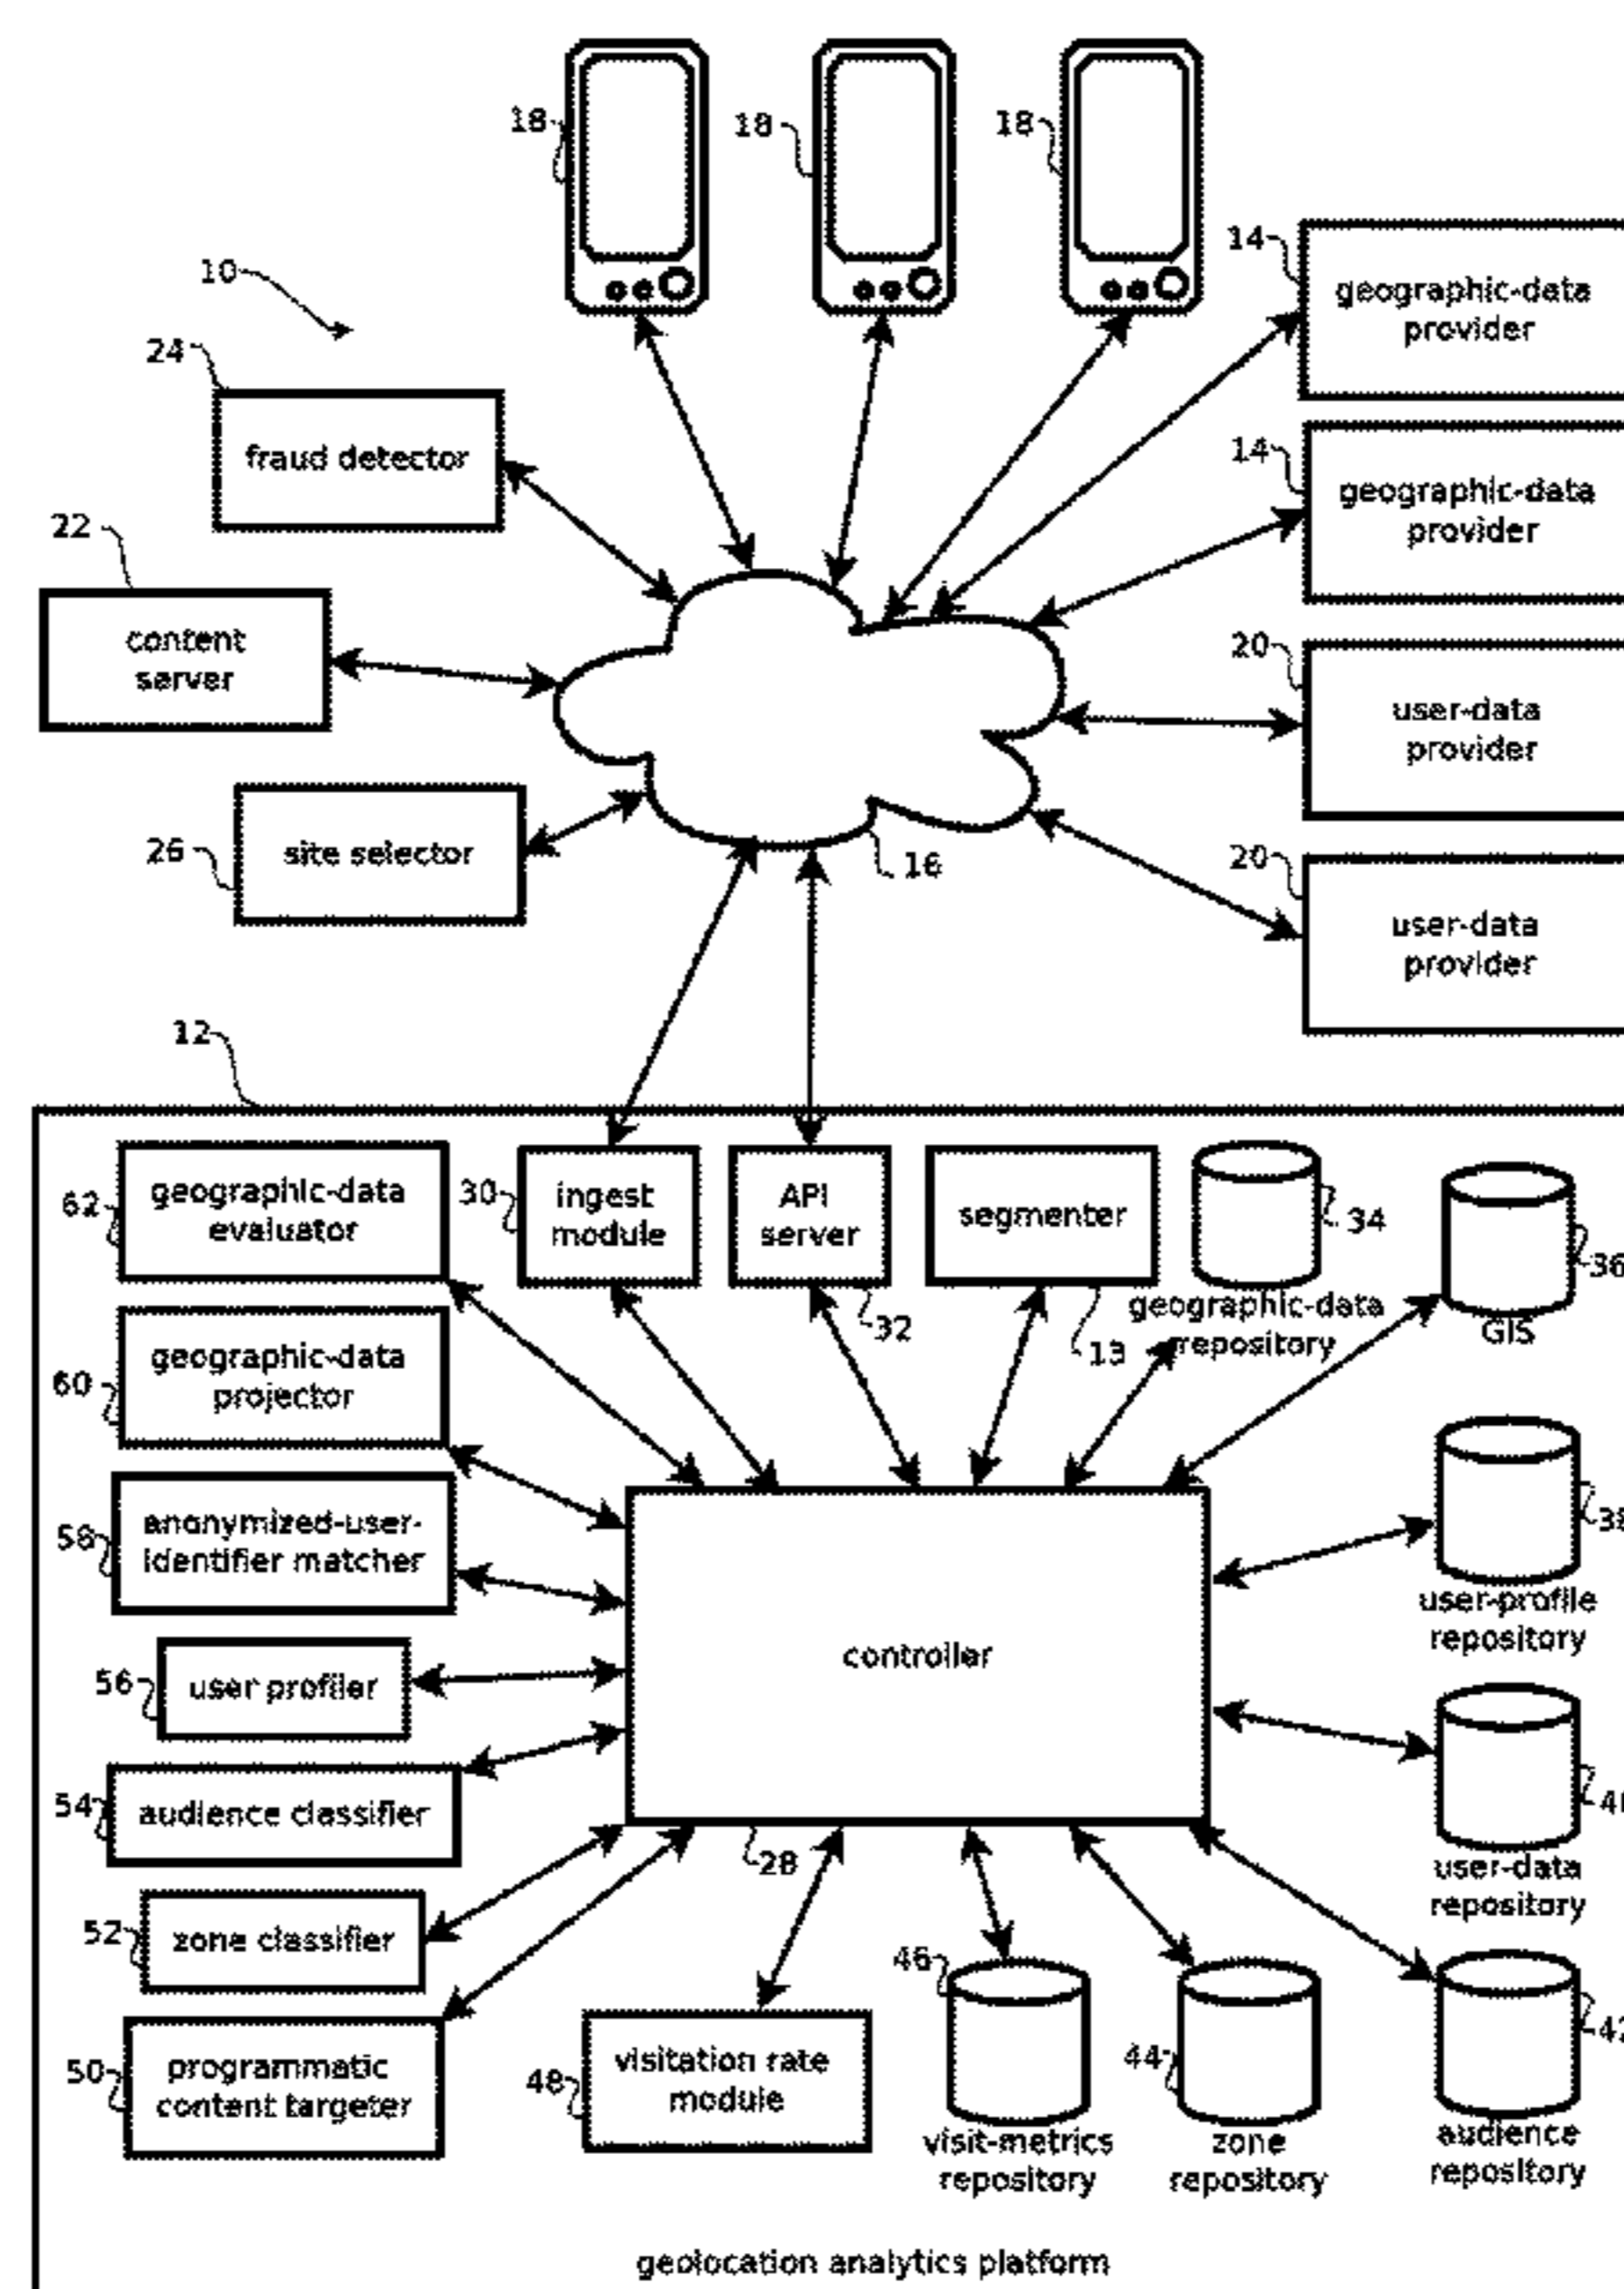 18
18
18
14
geographic-data
provider
10
24
fraud detector
14
geographic-data
provider
22
content
server
20
user-data
provider
26
site selector
16
20
user-data
provider
12
62
geographic-data
evaluator
30
ingest
module
API
server
32
segmenter
13
34
geographic-data
repository
36
GIS
60
geographic-data
projector
58
anonymized-user-
identifier matcher
controller
28
38
user-profile
repository
56
user profiler
54
audience classifier
user-data
repository
52
zone classifier
50
programmatic
content targeter
48
visitation rate
module
46
visit-metrics
repository
44
zone
repository
42
audience
repository
geolocation analytics platform